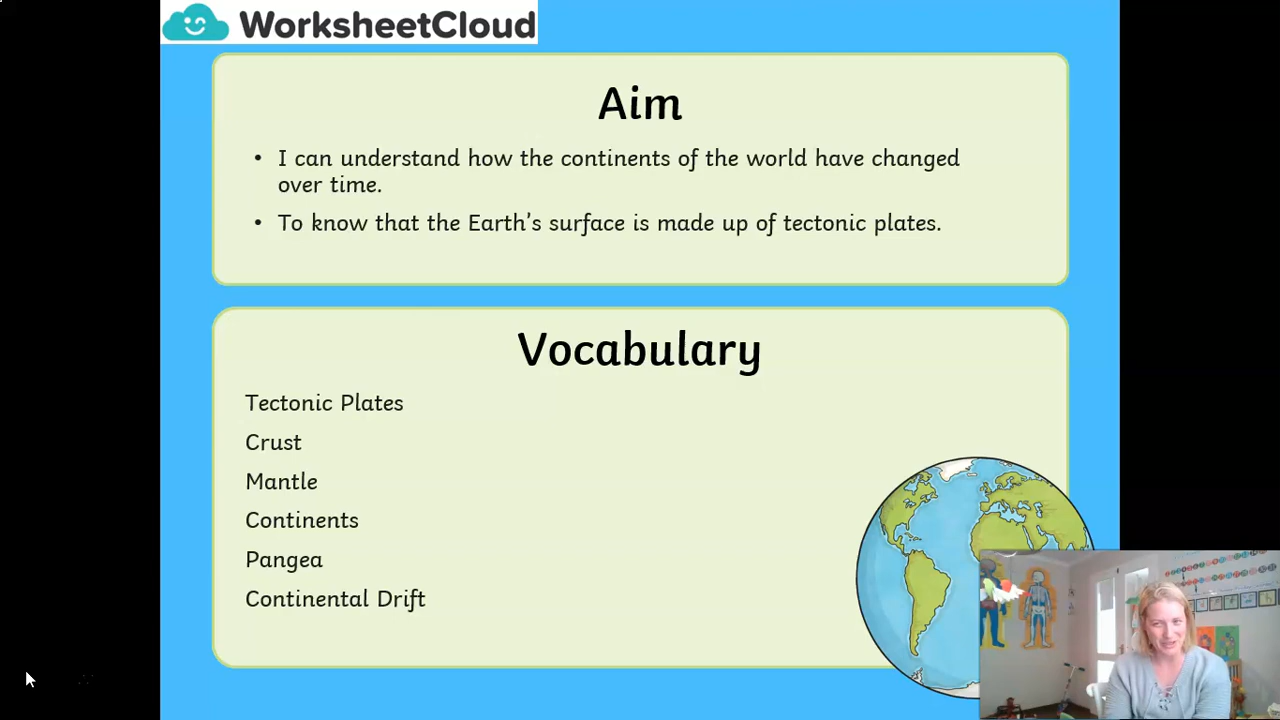 WorksheetCloud
Aim
• I can understand how the continents of the world have changed
over time.
• To know that the Earth's surface is made up of tectonic plates.
Vocabulary
Tectonic Plates
Crust
Mantle
Continents
Pangea
Continental Drift